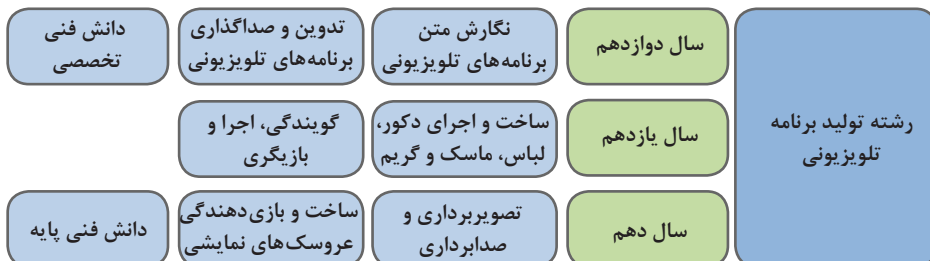 رشته تولید برنامه
تلویزیونی
سال دوازدهم
نگارش متن
برنامه‌های تلویزیونی
تدوین و صداگذاری
برنامه‌های تلویزیونی
دانش فنی
تخصصی
سال یازدهم
ساخت و اجرای دکور،
لباس، ماسک و گریم
گویندگی، اجرا و
بازیگری
سال دهم
تصویربرداری و
صدابرداری
ساخت و بازی‌دهندگی
عروسک‌های نمایشی
دانش فنی پایه